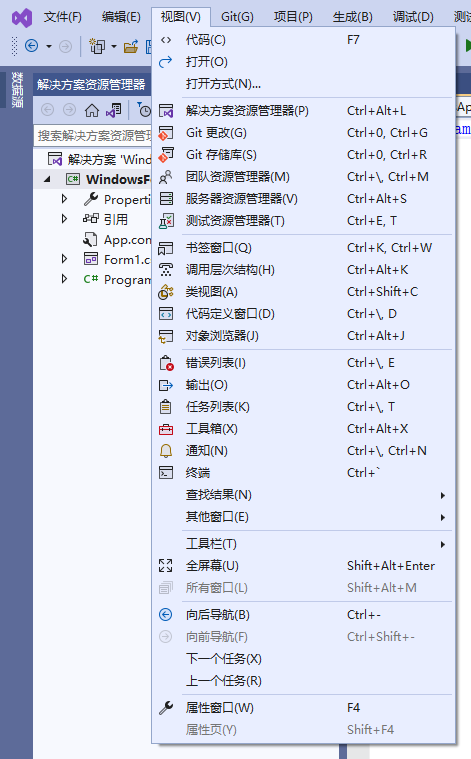 文件(F) 编辑(E) 视图(V) Git(G) 项目(P) 生成(B) 调试(D)
数据源
解决方案资源管理器
搜索解决方案资源管
解决方案 'Wind
WindowsFo
Propert
引用
App.con
Form1.c
Program
代码(C) F7
打开(O)
打开方式(N)...
解决方案资源管理器(P) Ctrl+Alt+L
Git 更改(G) Ctrl+0, Ctrl+G
Git 存储库(S) Ctrl+0, Ctrl+R
团队资源管理器(M) Ctrl+\, Ctrl+M
服务器资源管理器(V) Ctrl+Alt+S
测试资源管理器(T) Ctrl+E, T
书签窗口(Q) Ctrl+K, Ctrl+W
调用层次结构(H) Ctrl+Alt+K
类视图(A) Ctrl+Shift+C
代码定义窗口(D) Ctrl+\, D
对象浏览器(J) Ctrl+Alt+J
错误列表(I) Ctrl+\, E
输出(O) Ctrl+Alt+O
任务列表(K) Ctrl+\, T
工具箱(X) Ctrl+Alt+X
通知(N) Ctrl+\, Ctrl+N
终端 Ctrl+`
查找结果(N)
其他窗口(E)
工具栏(T)
全屏幕(U) Shift+Alt+Enter
所有窗口(L) Shift+Alt+M
向后导航(B) Ctrl+-
向前导航(F) Ctrl+Shift+-
下一个任务(X)
上一个任务(R)
属性窗口(W) F4
属性页(Y) Shift+F4